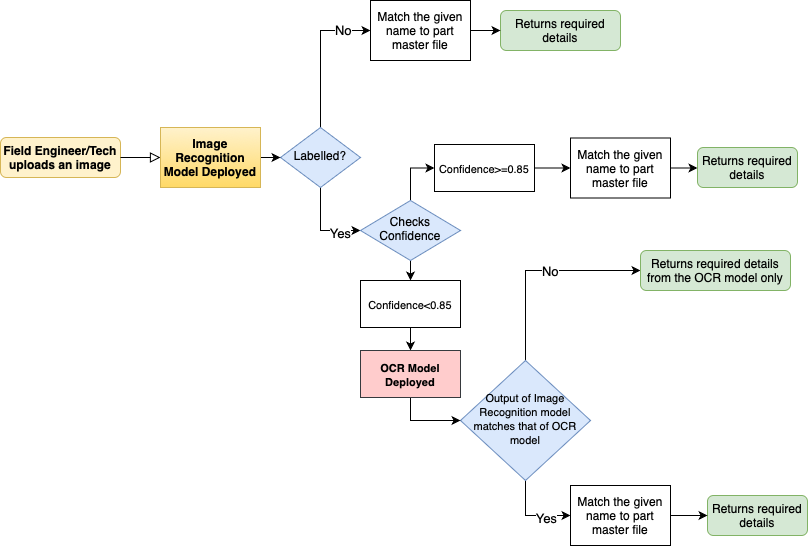 No
Match the given
name to part
master file
Returns required
details
Field Engineer/Tech
uploads an image
Image
Recognition
Model Deployed
Labelled?
Confidence>=0.85
Match the given
name to part
master file
Returns required
details
Yes
Checks
Confidence
Confidence<0.85
No
Returns required details
from the OCR model only
OCR Model
Deployed
Output of Image
Recognition model
matches that of OCR
model
Yes
Match the given
name to part
master file
Returns required
details